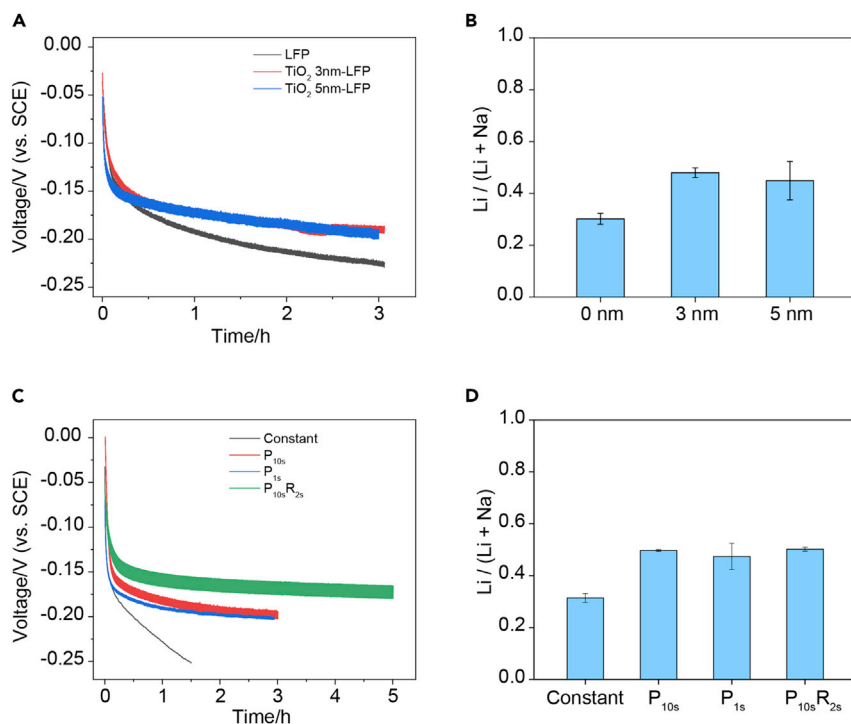 A
0.00
-0.05
-0.10
-0.15
-0.20
-0.25
Voltage/V (vs. SCE)
LFP
TiO₂ 3nm-LFP
TiO₂ 5nm-LFP
0 1 2 3
Time/h
B
1.0
0.8
0.6
0.4
0.2
0.0
Li / (Li + Na)
0 nm 3 nm 5 nm
C
0.00
-0.05
-0.10
-0.15
-0.20
-0.25
Voltage/V (vs. SCE)
Constant
P₁₀ₛ
P₁ₛ
P₁₀ₛR₂ₛ
0 1 2 3 4 5
Time/h
D
1.0
0.8
0.6
0.4
0.2
0.0
Li / (Li + Na)
Constant P₁₀ₛ P₁ₛ P₁₀ₛR₂ₛ